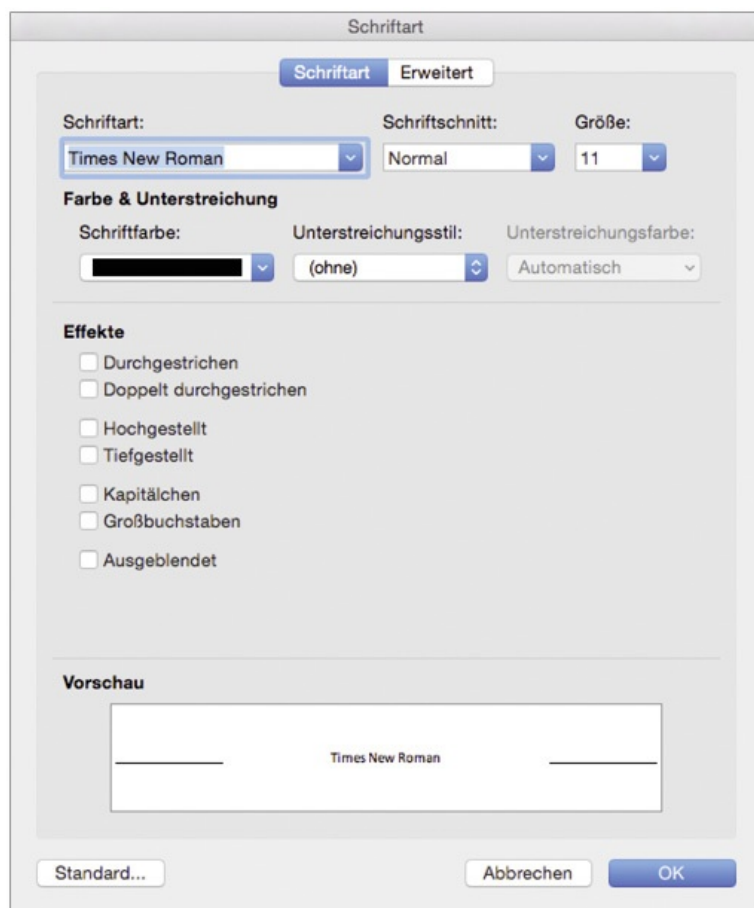 Schriftart
Schriftart Erweitert
Schriftart: Schriftschnitt: Größe:
Times New Roman Normal 11
Farbe & Unterstreichung
Schriftfarbe: Unterstreichungsstil: Unterstreichungsfarbe:
(ohne) Automatisch
Effekte
Durchgestrichen
Doppelt durchgestrichen
Hochgestellt
Tiefgestellt
Kapitälchen
Großbuchstaben
Ausgeblendet
Vorschau
Times New Roman
Standard... Abbrechen OK